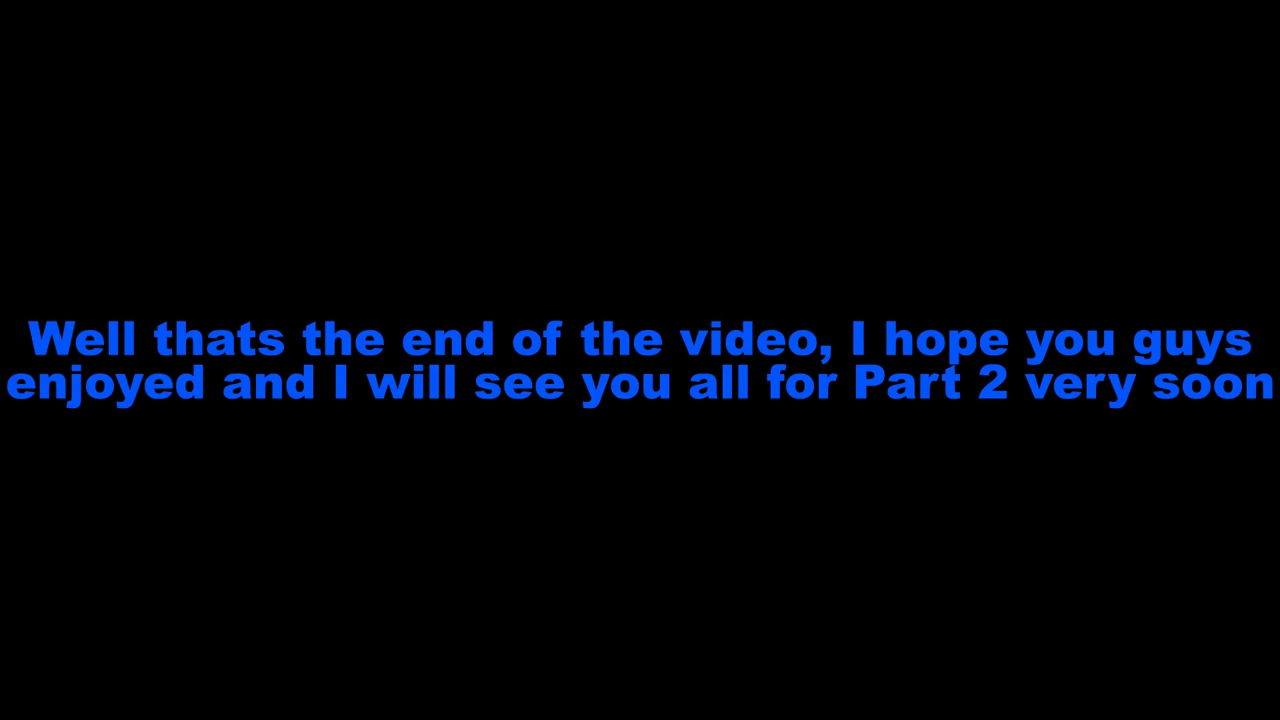 Well thats the end of the video, I hope you guys
enjoyed and I will see you all for Part 2 very soon